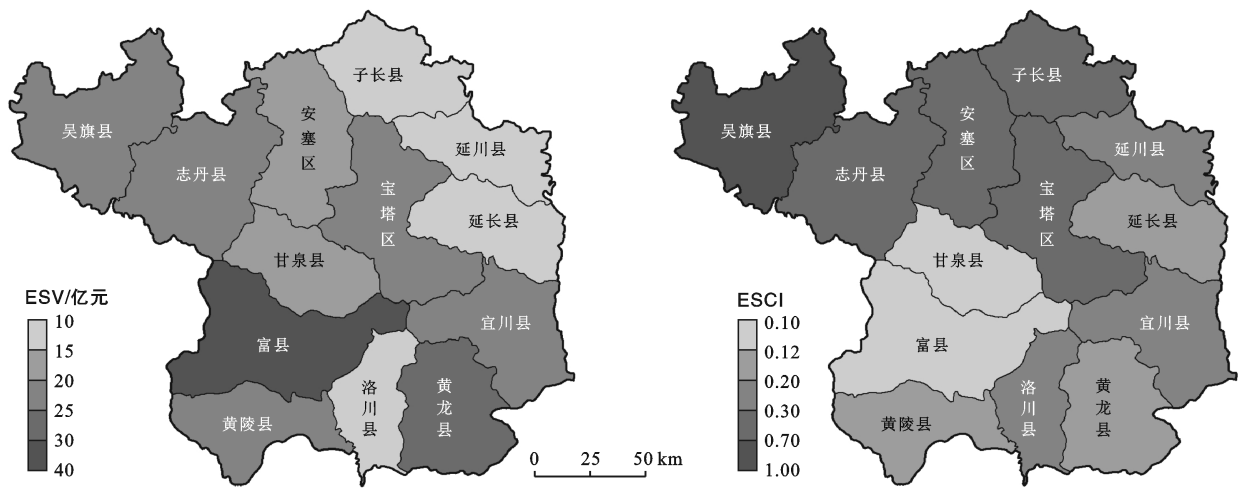 子长县
吴旗县
安塞区
延川县
志丹县
宝塔区
延长县
甘泉县
ESV/亿元
10
15
20
25
30
40
宜川县
富县
洛川县
黄龙县
黄陵县
0 25 50 km
子长县
吴旗县
安塞区
延川县
志丹县
宝塔区
延长县
甘泉县
ESCI
0.10
0.12
0.20
0.30
0.70
1.00
宜川县
富县
洛川县
黄龙县
黄陵县